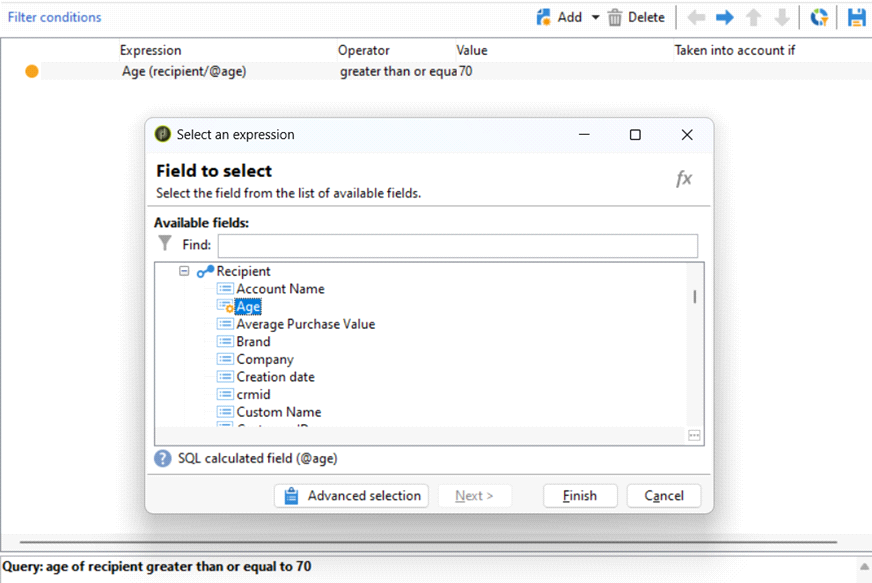 Filter conditions Add Delete
Expression Operator Value Taken into account if
Age (recipient/@age) greater than or equa 70
Select an expression
Field to select
Select the field from the list of available fields.
fx
Available fields:
Find:
Recipient
Account Name
Age
Average Purchase Value
Brand
Company
Creation date
crmid
Custom Name
SQL calculated field (@age)
Advanced selection Next > Finish Cancel
Query: age of recipient greater than or equal to 70